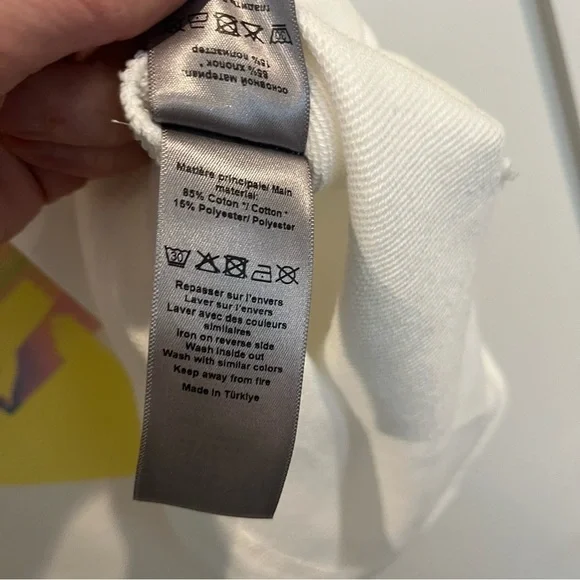 основной материал:
85% хлопок *
15% полиэстер
гладить
Matière principale/ Main
material:
85% Coton */ Cotton *
15% Polyester/ Polyester
30
Repasser sur l'envers
Laver sur l'envers
Laver avec des couleurs
similaires
Iron on reverse side
Wash inside out
Wash with similar colors
Keep away from fire
Made in Türkiye